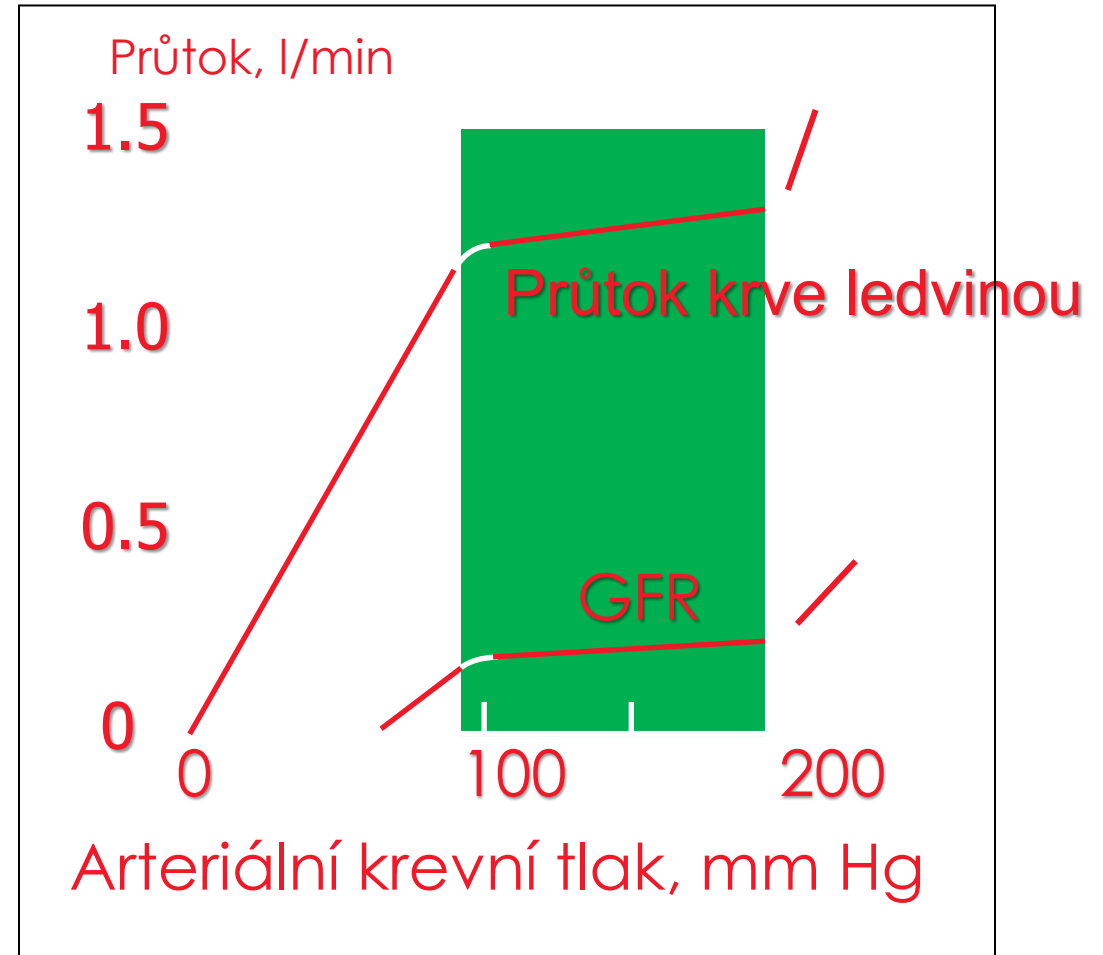 Průtok, l/min
1.5
Průtok krve ledvinou
1.0
0.5
GFR
0
0 100 200
Arteriální krevní tlak, mm Hg